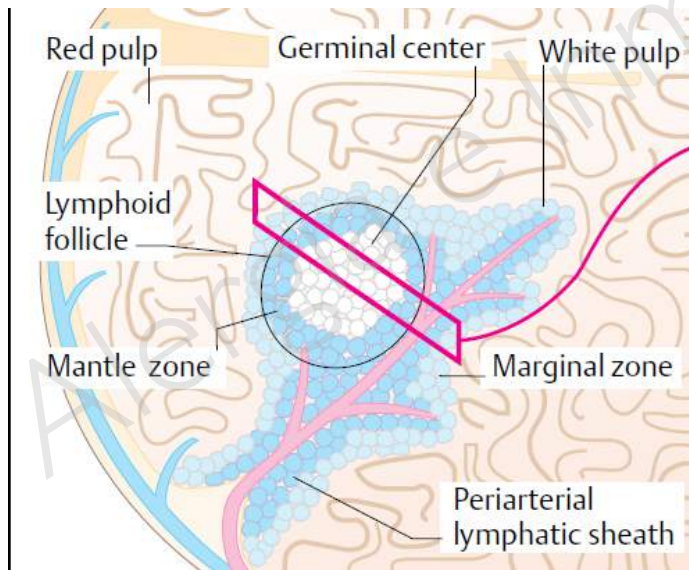 Red pulp
Germinal center
White pulp
Lymphoid
follicle
Mantle zone
Marginal zone
Periarterial
lymphatic sheath